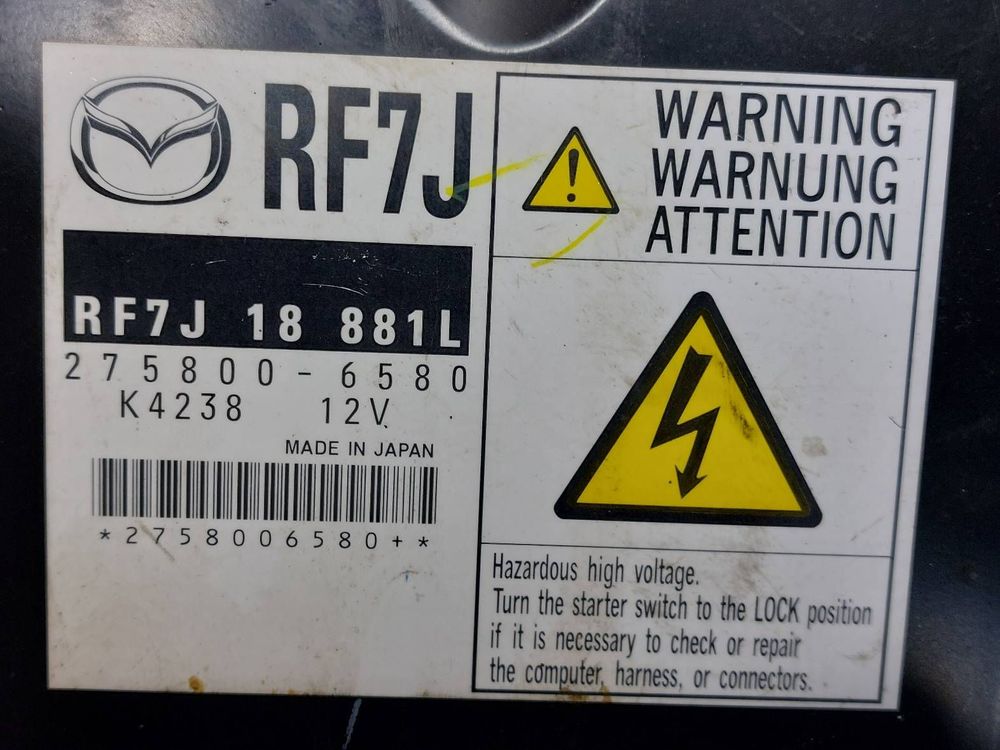 RF7J
RF7J 18 881L
275800-6580
K4238 12V
MADE IN JAPAN
*2758006580+*
WARNING
WARNUNG
ATTENTION
Hazardous high voltage.
Turn the starter switch to the LOCK position
if it is necessary to check or repair
the computer, harness, or connectors.